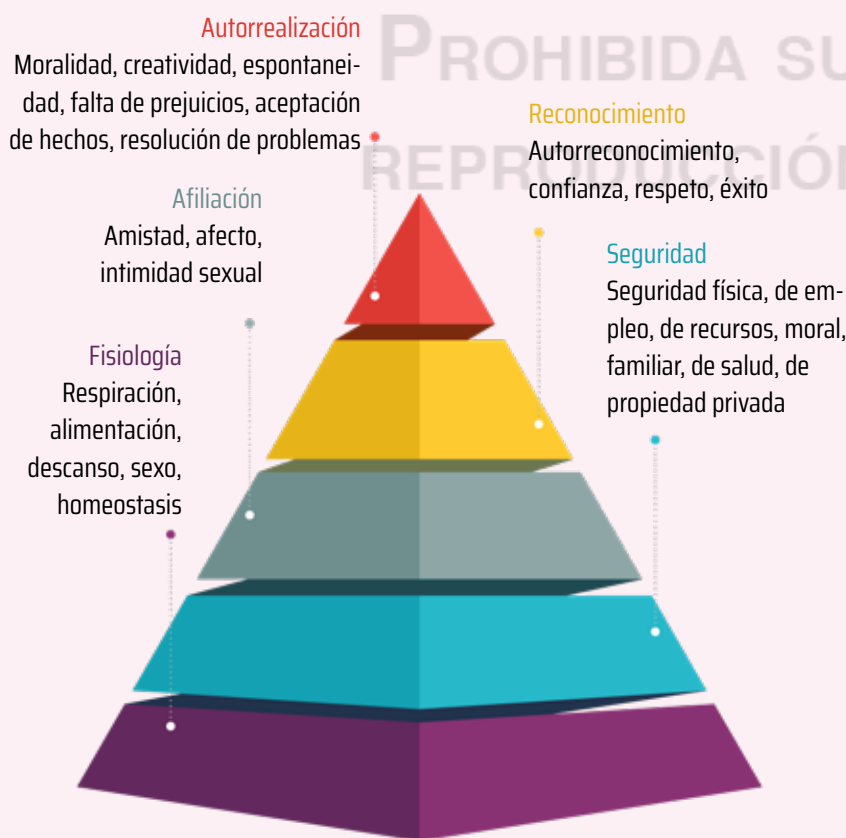 PROHIBIDA SU
REPRODUCCIÓN
Autorrealización
Moralidad, creatividad, espontanei-
dad, falta de prejuicios, aceptación
de hechos, resolución de problemas
Reconocimiento
Autorreconocimiento,
confianza, respeto, éxito
Afiliación
Amistad, afecto,
intimidad sexual
Seguridad
Seguridad física, de em-
pleo, de recursos, moral,
familiar, de salud, de
propiedad privada
Fisiología
Respiración,
alimentación,
descanso, sexo,
homeostasis